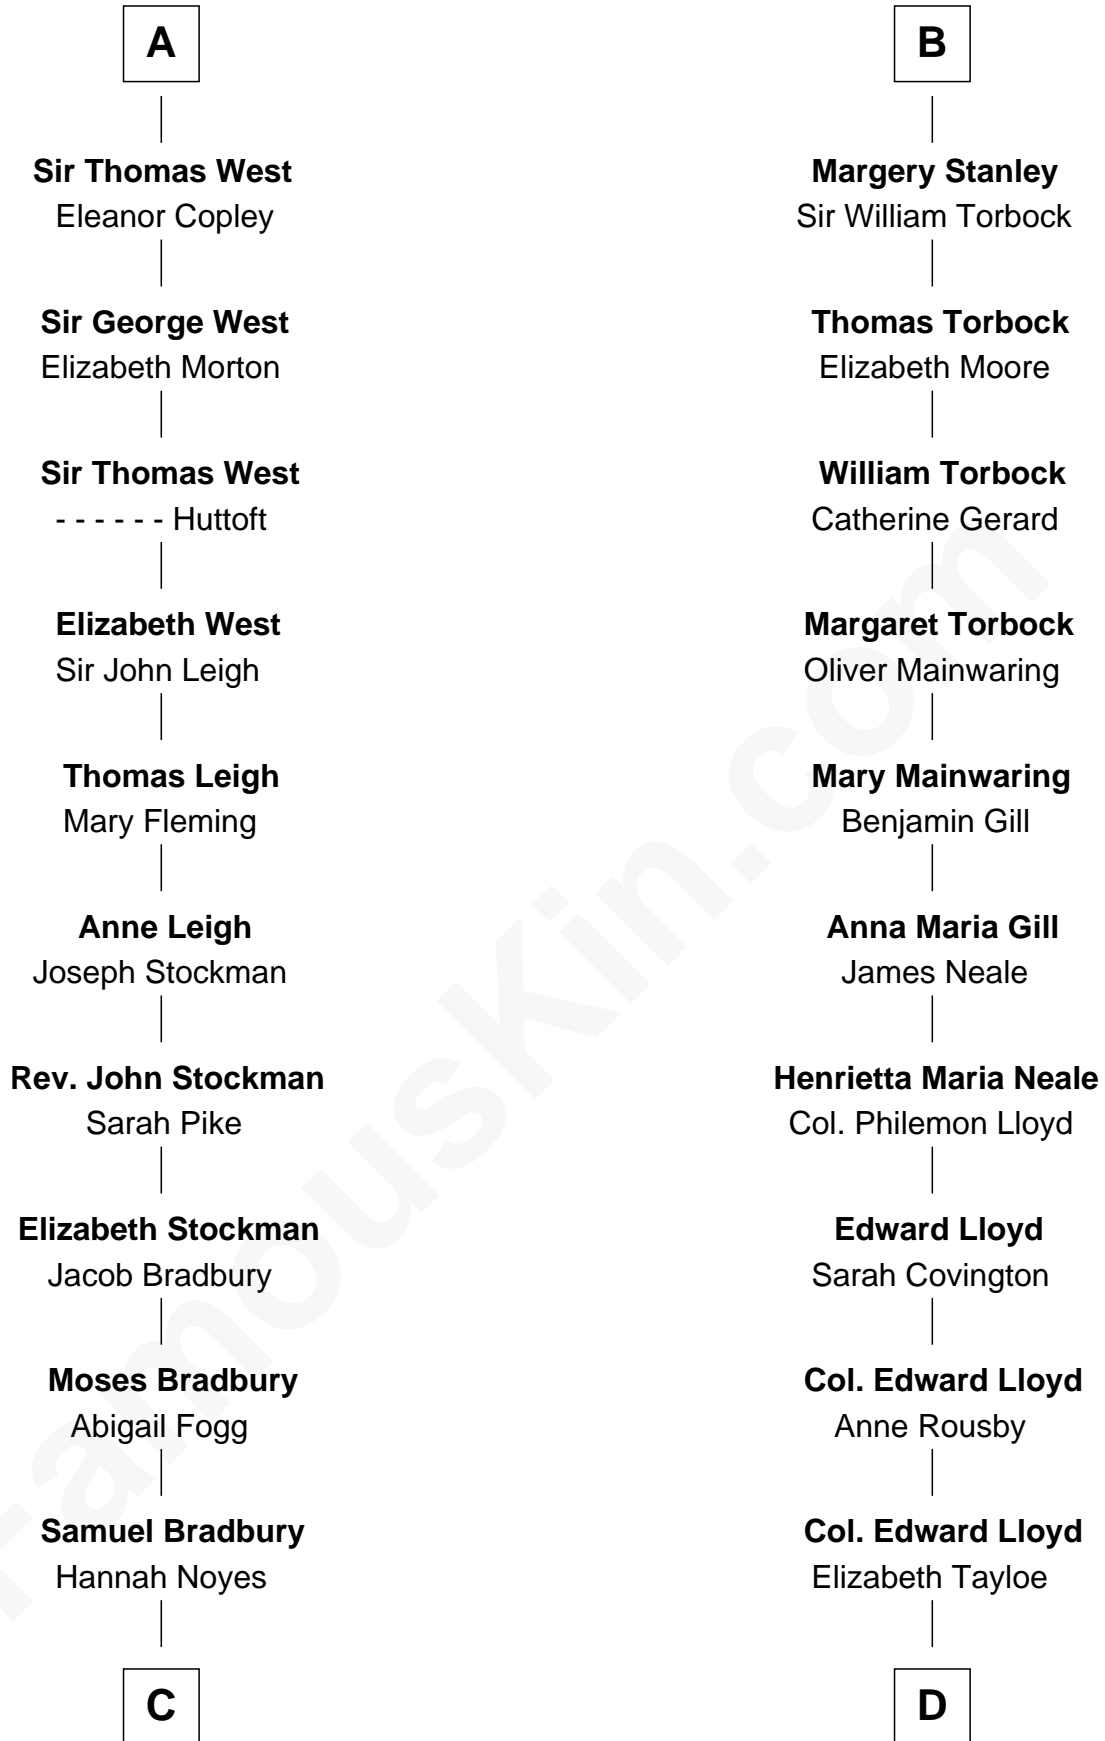 A
Sir Thomas West
Eleanor Copley
Sir George West
Elizabeth Morton
Sir Thomas West
- - - - - - Huttoft
Elizabeth West
Sir John Leigh
Thomas Leigh
Mary Fleming
Anne Leigh
Joseph Stockman
Rev. John Stockman
Sarah Pike
Elizabeth Stockman
Jacob Bradbury
Moses Bradbury
Abigail Fogg
Samuel Bradbury
Hannah Noyes
C
B
Margery Stanley
Sir William Torbock
Thomas Torbock
Elizabeth Moore
William Torbock
Catherine Gerard
Margaret Torbock
Oliver Mainwaring
Mary Mainwaring
Benjamin Gill
Anna Maria Gill
James Neale
Henrietta Maria Neale
Col. Philemon Lloyd
Edward Lloyd
Sarah Covington
Col. Edward Lloyd
Anne Rousby
Col. Edward Lloyd
Elizabeth Tayloe
D
FamousKin.com